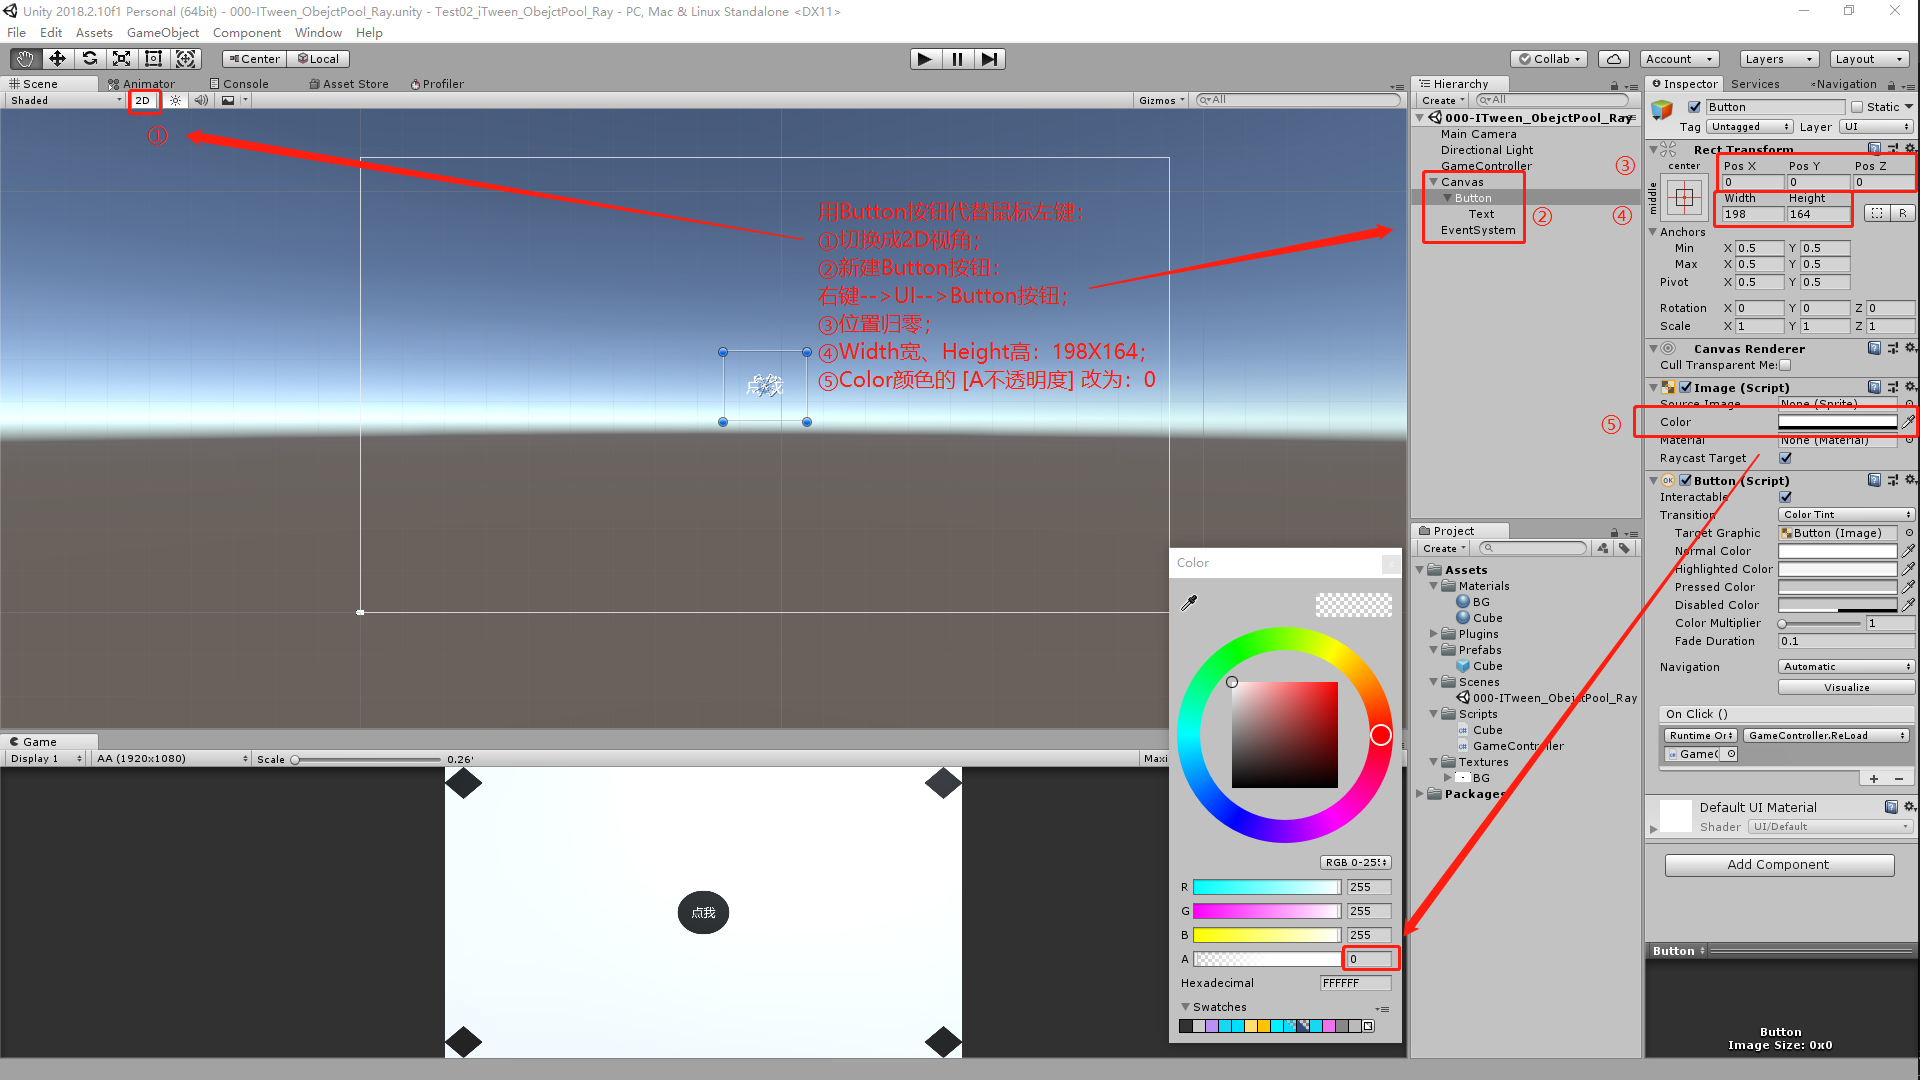 Unity 2018.2.10f1 Personal (64bit) - 000-ITween_ObejctPool_Ray.unity - Test02_iTween_ObejctPool_Ray - PC, Mac & Linux Standalone <DX11>
File Edit Assets GameObject Component Window Help
Center Local Collab Account Layers Layout
Scene Animator Console Asset Store Profiler
Shaded 2D Gizmos All
①
用Button按钮代替鼠标左键：
①切换成2D视角；
②新建Button按钮：
右键-->UI-->Button按钮；
③位置归零；
④Width宽、Height高：198X164；
⑤Color颜色的 [A不透明度] 改为：0
点我
Game
Display 1 AA (1920x1080) Scale 0.26 Maxi
点我
Color
RGB 0-255
R 255
G 255
B 255
A 0
Hexadecimal FFFFFF
Swatches
Hierarchy
Create All
000-ITween_ObejctPool_Ray
Main Camera
Directional Light
GameController
Canvas
Button
Text
EventSystem
②
③
④
⑤
Project
Create
Assets
Materials
BG
Cube
Plugins
Prefabs
Cube
Scenes
000-ITween_ObejctPool_Ray
Scripts
Cube
GameController
Textures
BG
Packages
Inspector Services Navigation
Button Static
Tag Untagged Layer UI
Rect Transform
center Pos X Pos Y Pos Z
middle 0 0 0
Width Height
198 164 R
Anchors
Min X 0.5 Y 0.5
Max X 0.5 Y 0.5
Pivot X 0.5 Y 0.5
Rotation X 0 Y 0 Z 0
Scale X 1 Y 1 Z 1
Canvas Renderer
Cull Transparent Mes
Image (Script)
Source Image None (Sprite)
Color
Material None (Material)
Raycast Target
OK Button (Script)
Interactable
Transition Color Tint
Target Graphic Button (Image)
Normal Color
Highlighted Color
Pressed Color
Disabled Color
Color Multiplier 1
Fade Duration 0.1
Navigation Automatic
Visualize
On Click ()
Runtime On GameController.ReLoad
GameC
+ −
Default UI Material
Shader UI/Default
Add Component
Button
Button
Image Size: 0x0